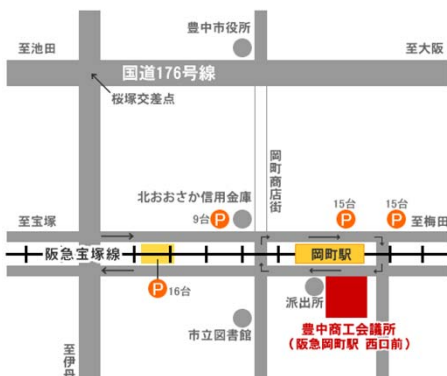 豊中市役所
至池田
至大阪
国道176号線
桜塚交差点
岡町商店街
北おおさか信用金庫
9台 P
15台
P
15台
P
至宝塚
至梅田
阪急宝塚線
岡町駅
P 16台
派出所
市立図書館
豊中商工会議所
(阪急岡町駅 西口前)
至伊丹